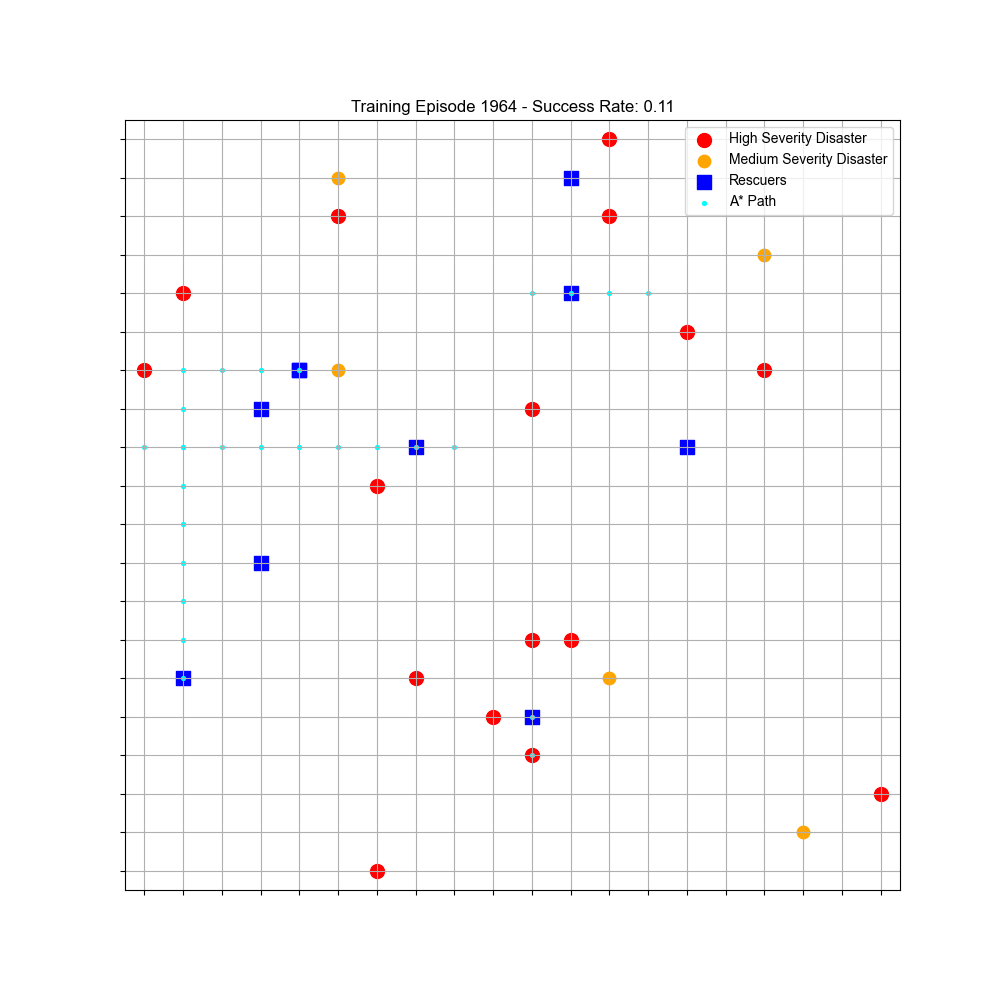 Training Episode 1964 - Success Rate: 0.11
High Severity Disaster
Medium Severity Disaster
Rescuers
A* Path